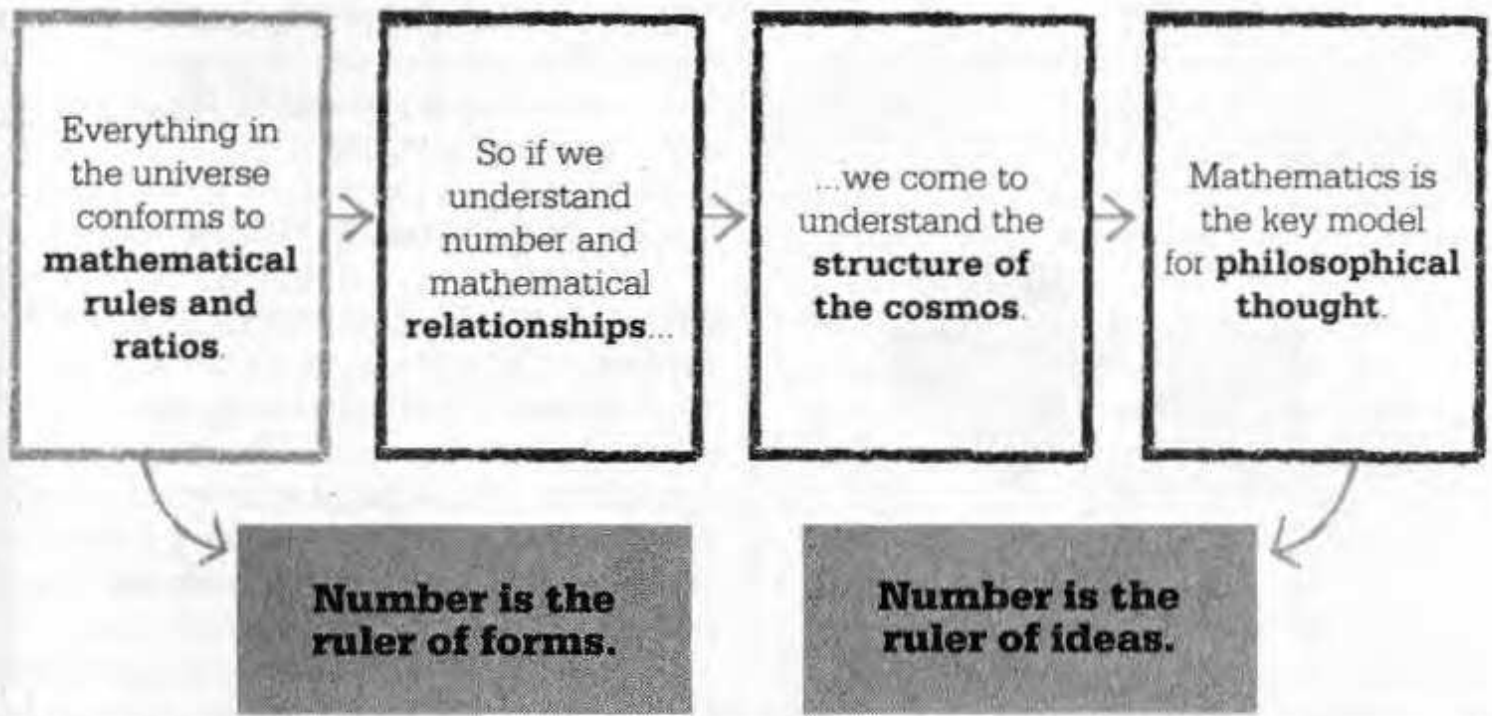 Everything in
the universe
conforms to
mathematical
rules and
ratios.
So if we
understand
number and
mathematical
relationships...
...we come to
understand the
structure of
the cosmos.
Mathematics is
the key model
for philosophical
thought.
Number is the
ruler of forms.
Number is the
ruler of ideas.